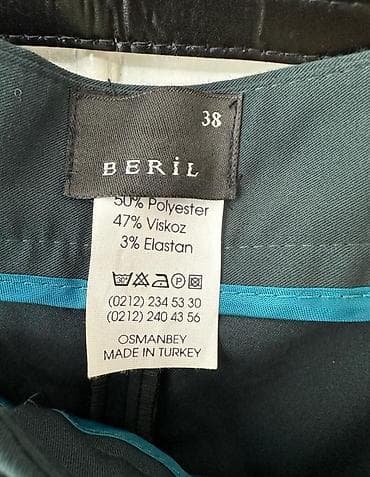 38
BERİL
50% Polyester
47% Viskoz
3% Elastan
(0212) 234 53 30
(0212) 240 43 56
OSMANBEY
MADE IN TURKEY